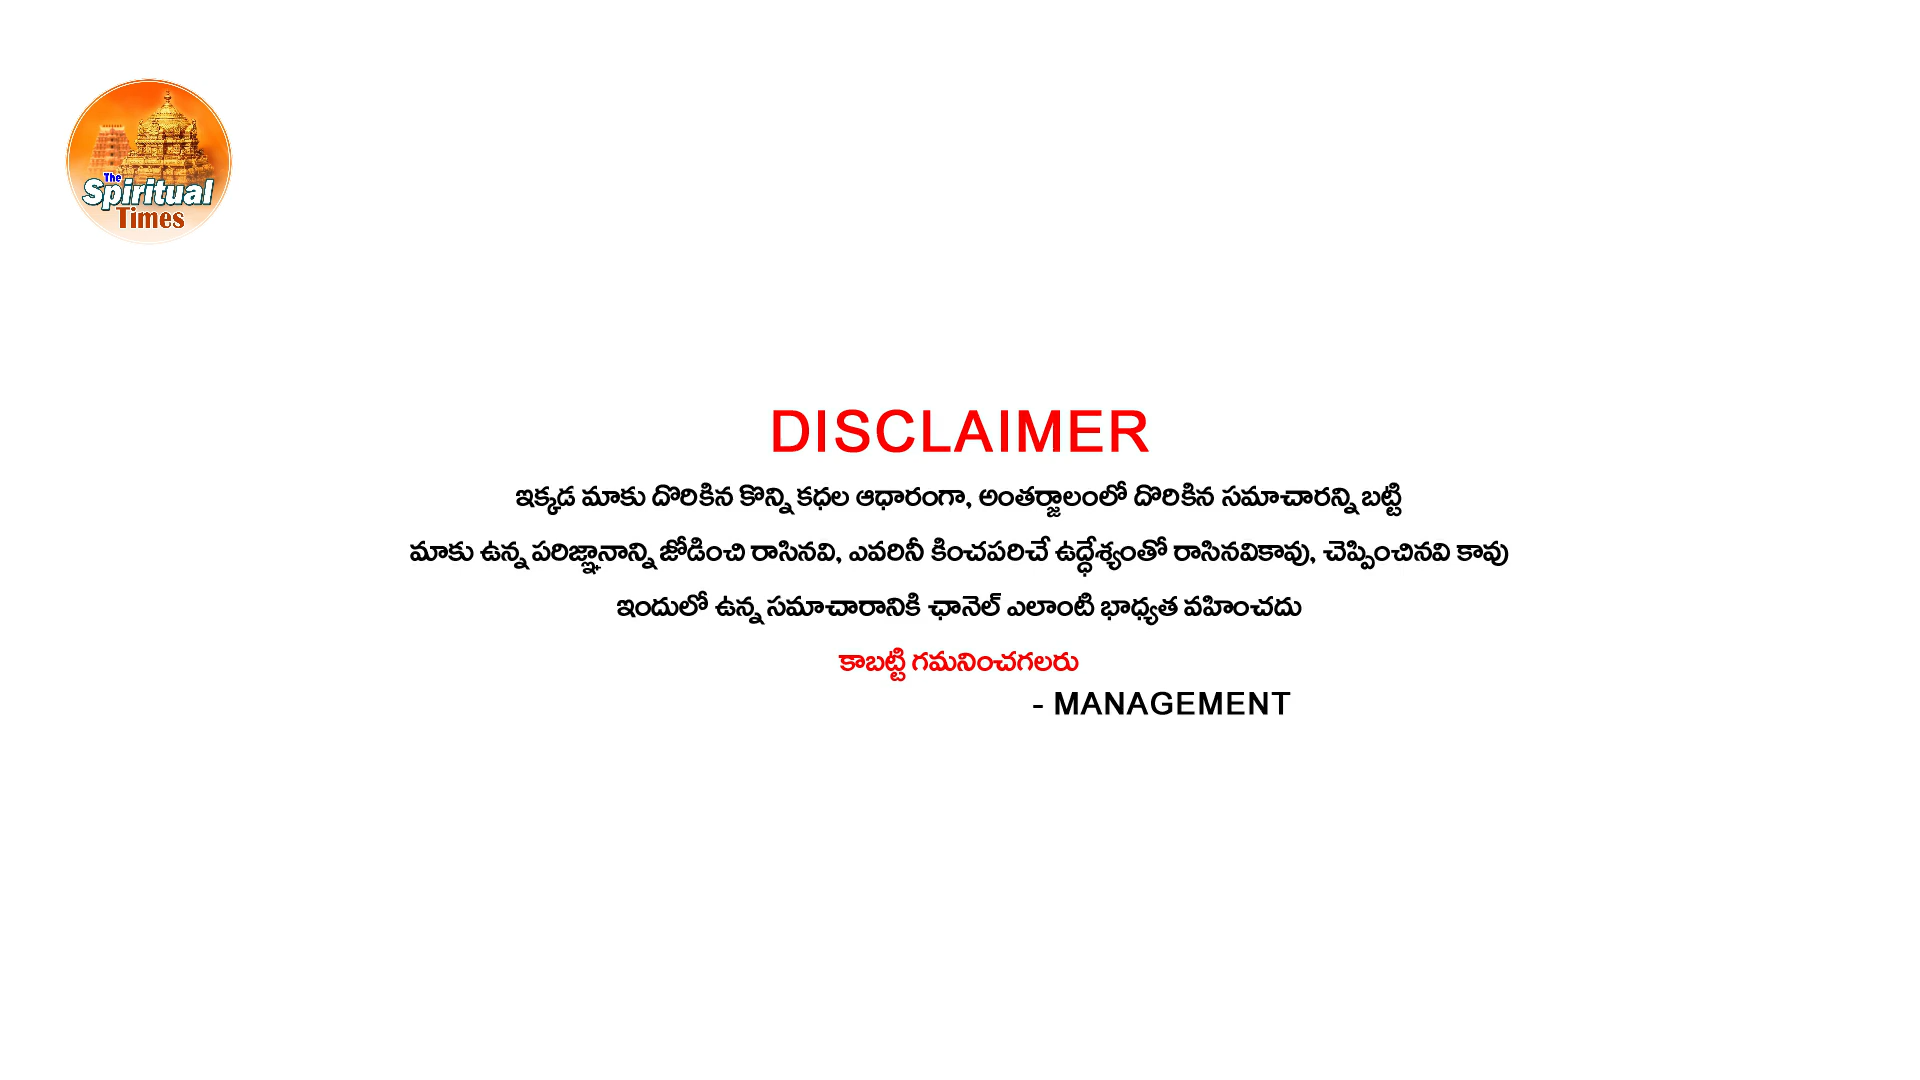 The
Spiritual
Times
DISCLAIMER
ఇక్కడ మాకు దొరికిన కొన్ని కధల ఆధారంగా, అంతర్జాలంలో దొరికిన సమాచారన్ని బట్టి
మాకు ఉన్న పరిజ్ఞానాన్ని జోడించి రాసినవి, ఎవరినీ కించపరిచే ఉద్ధేశ్యంతో రాసినవికావు, చెప్పించినవి కావు
ఇందులో ఉన్న సమాచారానికి ఛానెల్ ఎలాంటి భాధ్యత వహించదు
కాబట్టి గమనించగలరు
- MANAGEMENT